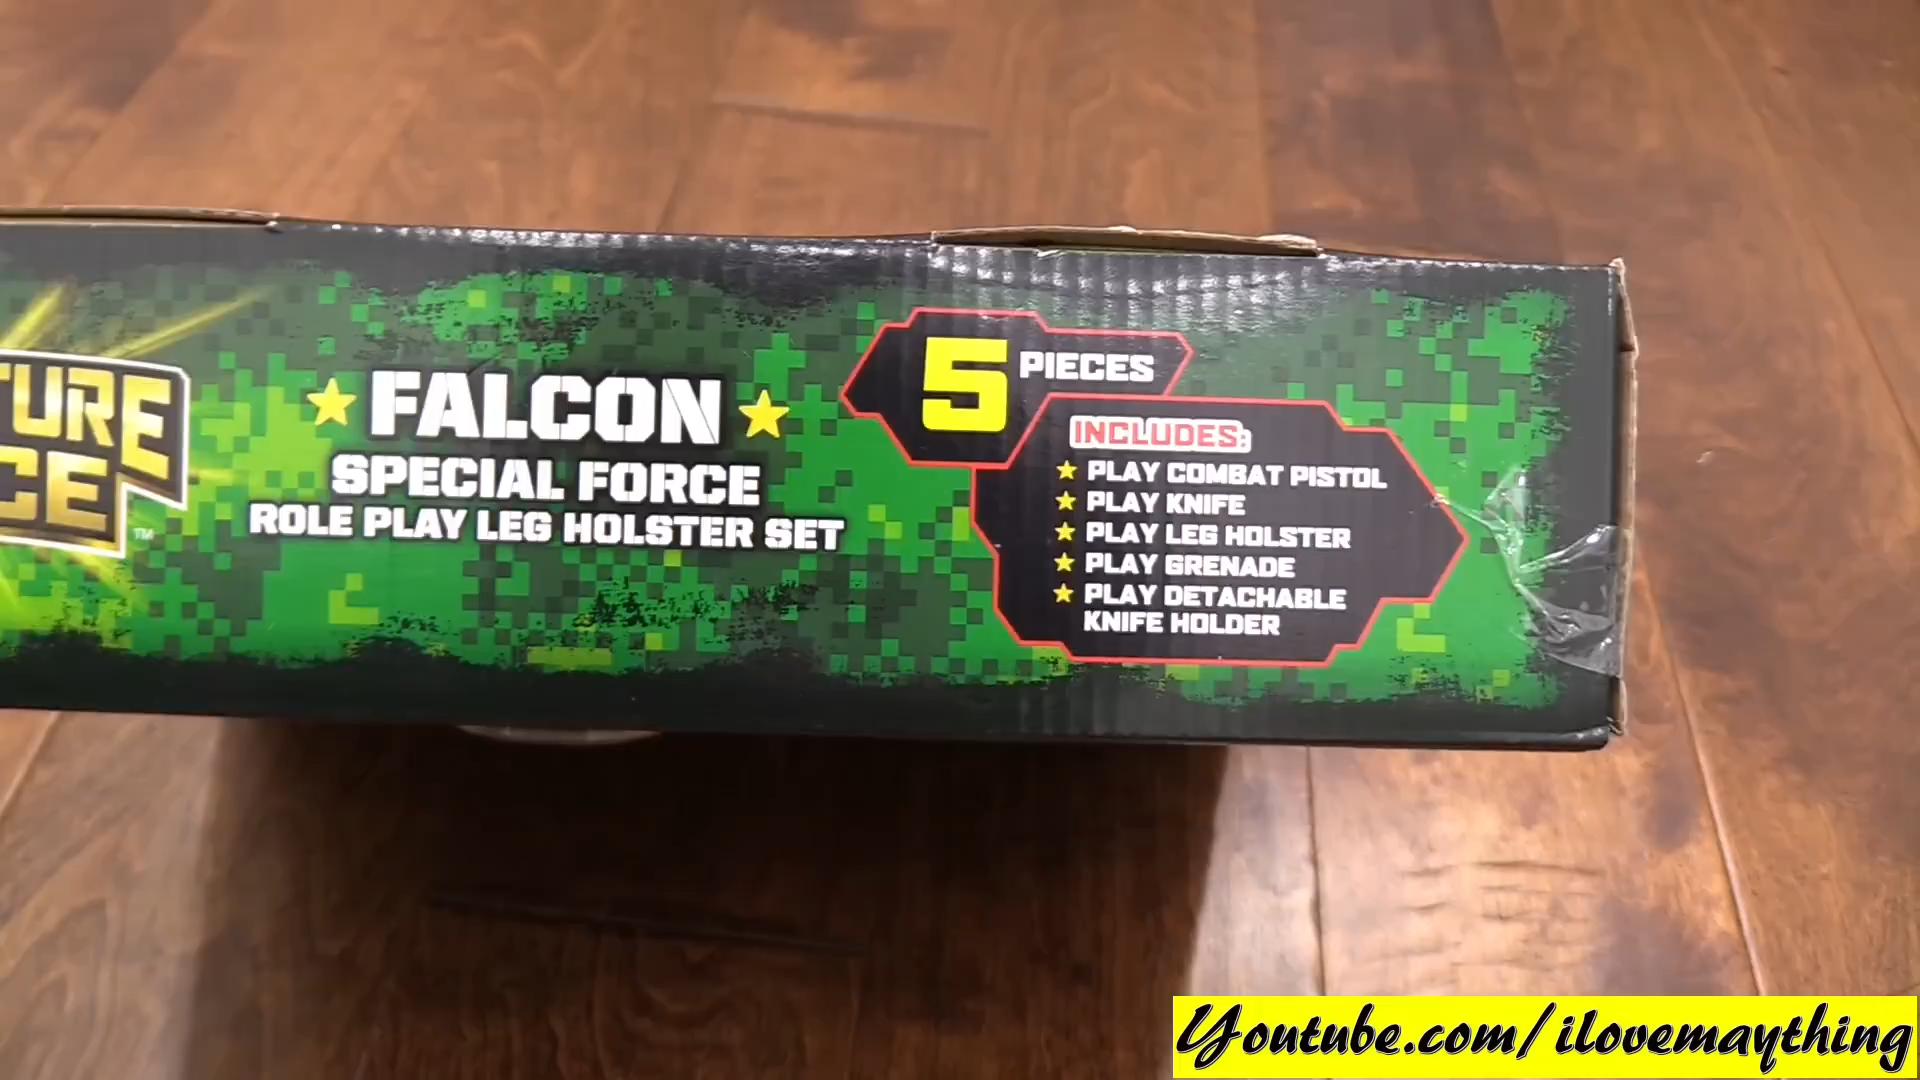 TURE
CE
TM
FALCON
SPECIAL FORCE
ROLE PLAY LEG HOLSTER SET
5 PIECES
INCLUDES:
PLAY COMBAT PISTOL
PLAY KNIFE
PLAY LEG HOLSTER
PLAY GRENADE
PLAY DETACHABLE
KNIFE HOLDER
Youtube.com/ilovemaything